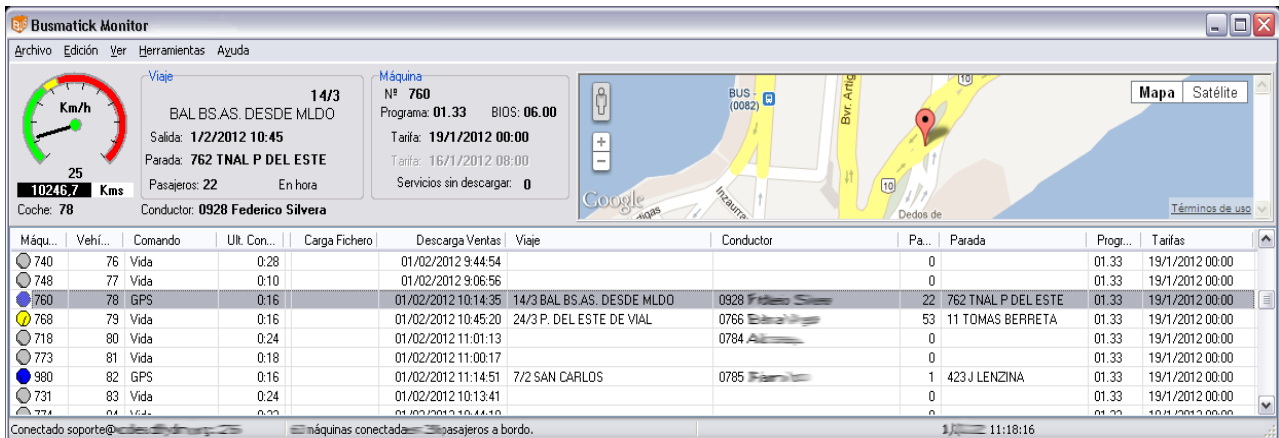 Busmatick Monitor
Archivo Edición Ver Herramientas Ayuda
Km/h
25
10246,7 Kms
Coche: 78
Viaje
14/3
BAL BS.AS. DESDE MLDO
Salida: 1/2/2012 10:45
Parada: 762 TNAL P DEL ESTE
Pasajeros: 22 En hora
Conductor: 0928 Federico Silvera
Máquina
Nº 760
Programa: 01.33 BIOS: 06.00
Tarifa: 19/1/2012 00:00
Tarifa: 16/1/2012 08:00
Servicios sin descargar: 0
BUS -
(0082)
Bvr. Artig
10
Mapa Satélite
10
Inzaurra
Google
tigas
Dedos de
Términos de uso
Máqu... Vehí... Comando Ult. Con... Carga Fichero Descarga Ventas Viaje Conductor Pa... Parada Progr... Tarifas
740 76 Vida 0:28 01/02/2012 9:44:54 0 01.33 19/1/2012 00:00
748 77 Vida 0:10 01/02/2012 9:06:56 0 01.33 19/1/2012 00:00
760 78 GPS 0:16 01/02/2012 10:14:35 14/3 BAL BS.AS. DESDE MLDO 0928 22 762 TNAL P DEL ESTE 01.33 19/1/2012 00:00
768 79 Vida 0:16 01/02/2012 10:45:20 24/3 P. DEL ESTE DE VIAL 0766 53 11 TOMAS BERRETA 01.33 19/1/2012 00:00
718 80 Vida 0:24 01/02/2012 11:01:13 0784 0 01.33 19/1/2012 00:00
773 81 Vida 0:18 01/02/2012 11:00:17 0 01.33 19/1/2012 00:00
980 82 GPS 0:16 01/02/2012 11:14:51 7/2 SAN CARLOS 0785 1 423 J LENZINA 01.33 19/1/2012 00:00
731 83 Vida 0:24 01/02/2012 10:13:41 0 01.33 19/1/2012 00:00
Conectado soporte@ máquinas conectadas pasajeros a bordo. 11:18:16